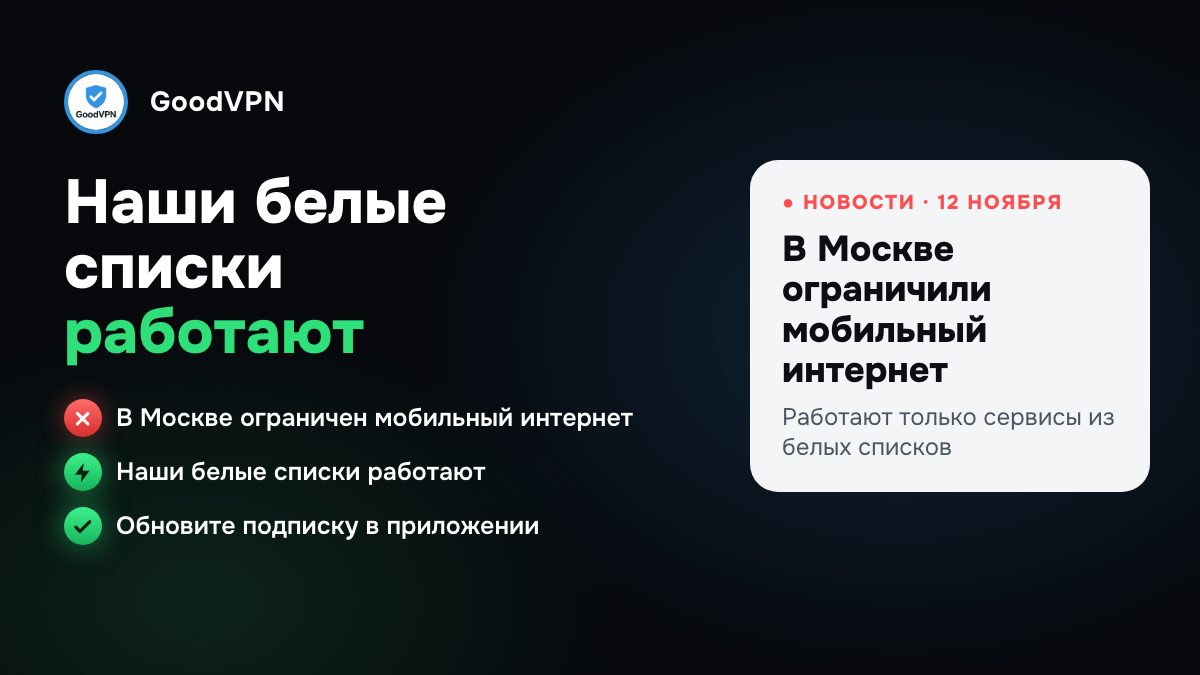 GoodVPN
GoodVPN
Наши белые
списки
работают
В Москве ограничен мобильный интернет
Наши белые списки работают
Обновите подписку в приложении
• НОВОСТИ · 12 НОЯБРЯ
В Москве
ограничили
мобильный
интернет
Работают только сервисы из
белых списков